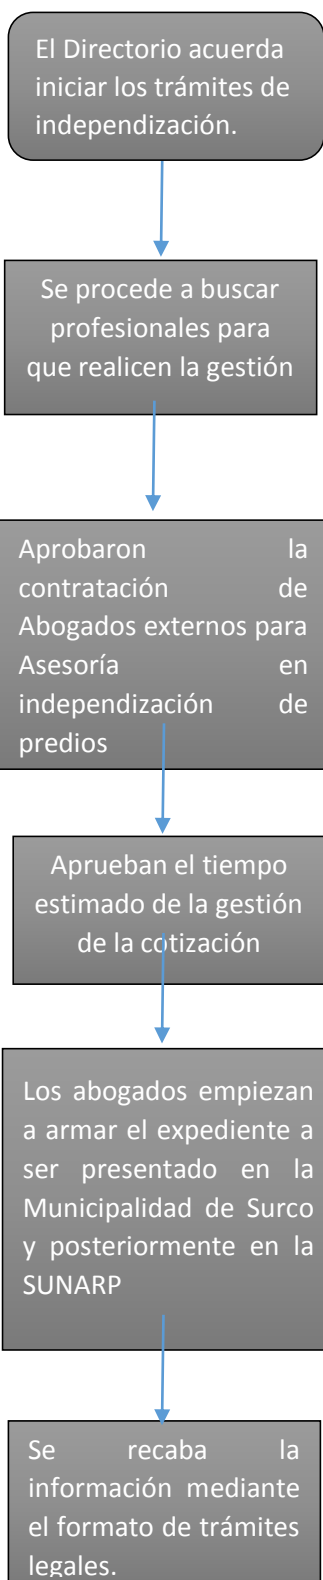 El Directorio acuerda
iniciar los trámites de
independización.
Se procede a buscar
profesionales para
que realicen la gestión
Aprobaron la
contratación de
Abogados externos para
Asesoría en
independización de
predios
Aprueban el tiempo
estimado de la gestión
de la cotización
Los abogados empiezan
a armar el expediente a
ser presentado en la
Municipalidad de Surco
y posteriormente en la
SUNARP
Se recaba la
información mediante
el formato de trámites
legales.